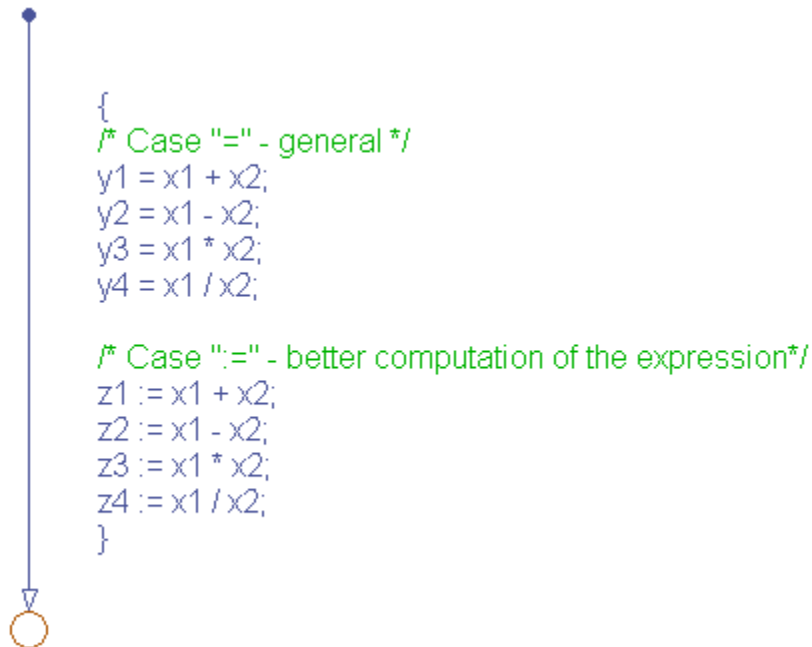 {
/* Case "=" - general */
y1 = x1 + x2;
y2 = x1 - x2;
y3 = x1 * x2;
y4 = x1 / x2;
/* Case ":=" - better computation of the expression*/
z1 := x1 + x2;
z2 := x1 - x2;
z3 := x1 * x2;
z4 := x1 / x2;
}